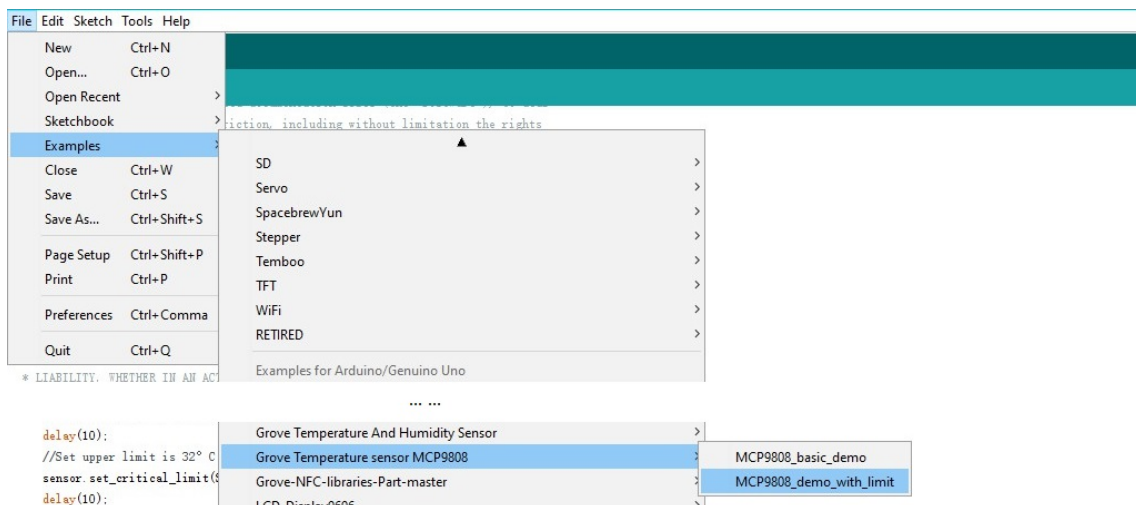 File Edit Sketch Tools Help
New Ctrl+N
Open... Ctrl+O
Open Recent >
Sketchbook >
riction, including without limitation the rights
Examples >
▲
Close Ctrl+W
SD >
Save Ctrl+S
Servo >
Save As... Ctrl+Shift+S
SpacebrewYun >
Stepper >
Page Setup Ctrl+Shift+P
Temboo >
Print Ctrl+P
TFT >
Preferences Ctrl+Comma
WiFi >
RETIRED >
Quit Ctrl+Q
Examples for Arduino/Genuino Uno
* LIABILITY, WHETHER IN AN ACT
... ...
delay(10);
Grove Temperature And Humidity Sensor >
//Set upper limit is 32° C
Grove Temperature sensor MCP9808 >
MCP9808_basic_demo
sensor.set_critical_limit(
Grove-NFC-libraries-Part-master >
MCP9808_demo_with_limit
delay(10);